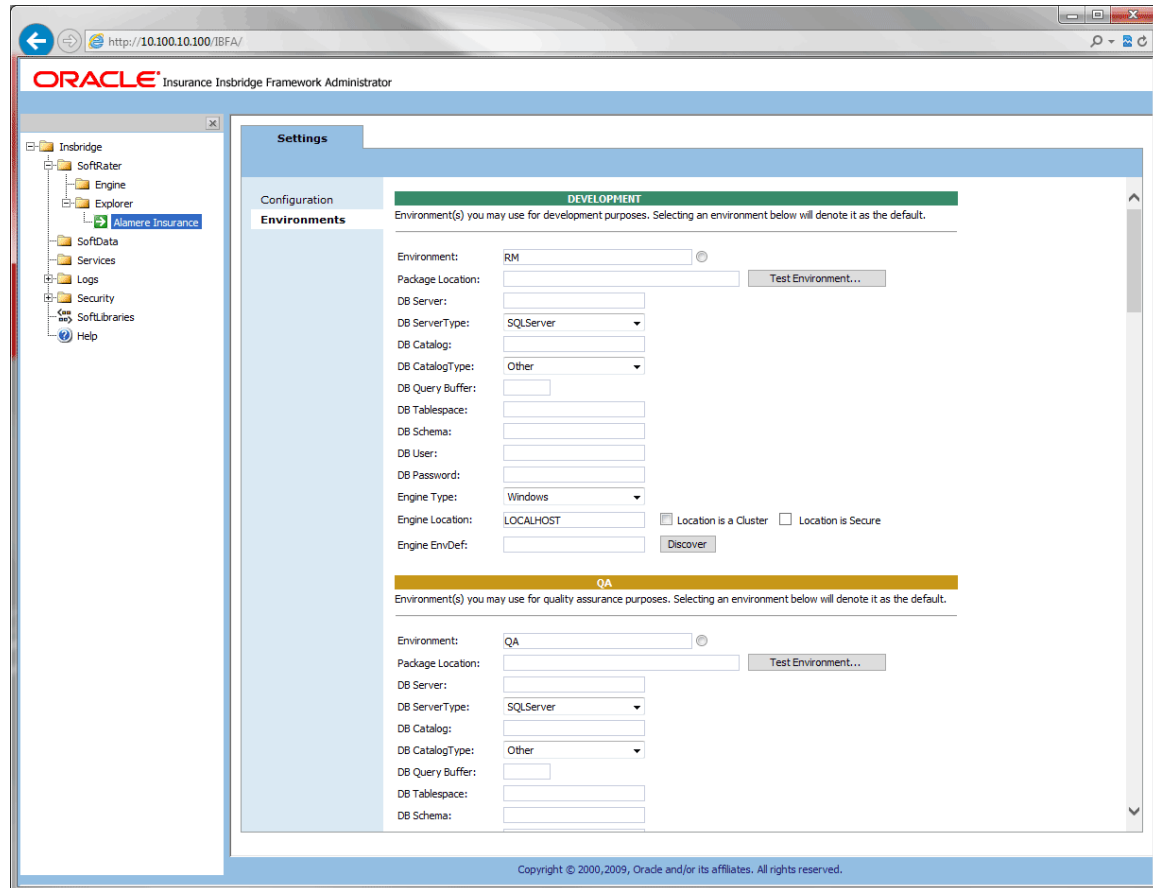 http://10.100.10.100/IBFA/
ORACLE Insurance Insbridge Framework Administrator
Insbridge
SoftRater
Engine
Explorer
Alamere Insurance
SoftData
Services
Logs
Security
SoftLibraries
Help
Settings
Configuration
Environments
DEVELOPMENT
Environment(s) you may use for development purposes. Selecting an environment below will denote it as the default.
Environment: RM
Package Location: Test Environment...
DB Server:
DB ServerType: SQLServer
DB Catalog:
DB CatalogType: Other
DB Query Buffer:
DB Tablespace:
DB Schema:
DB User:
DB Password:
Engine Type: Windows
Engine Location: LOCALHOST Location is a Cluster Location is Secure
Engine EnvDef: Discover
QA
Environment(s) you may use for quality assurance purposes. Selecting an environment below will denote it as the default.
Environment: QA
Package Location: Test Environment...
DB Server:
DB ServerType: SQLServer
DB Catalog:
DB CatalogType: Other
DB Query Buffer:
DB Tablespace:
DB Schema:
Copyright © 2000,2009, Oracle and/or its affiliates. All rights reserved.